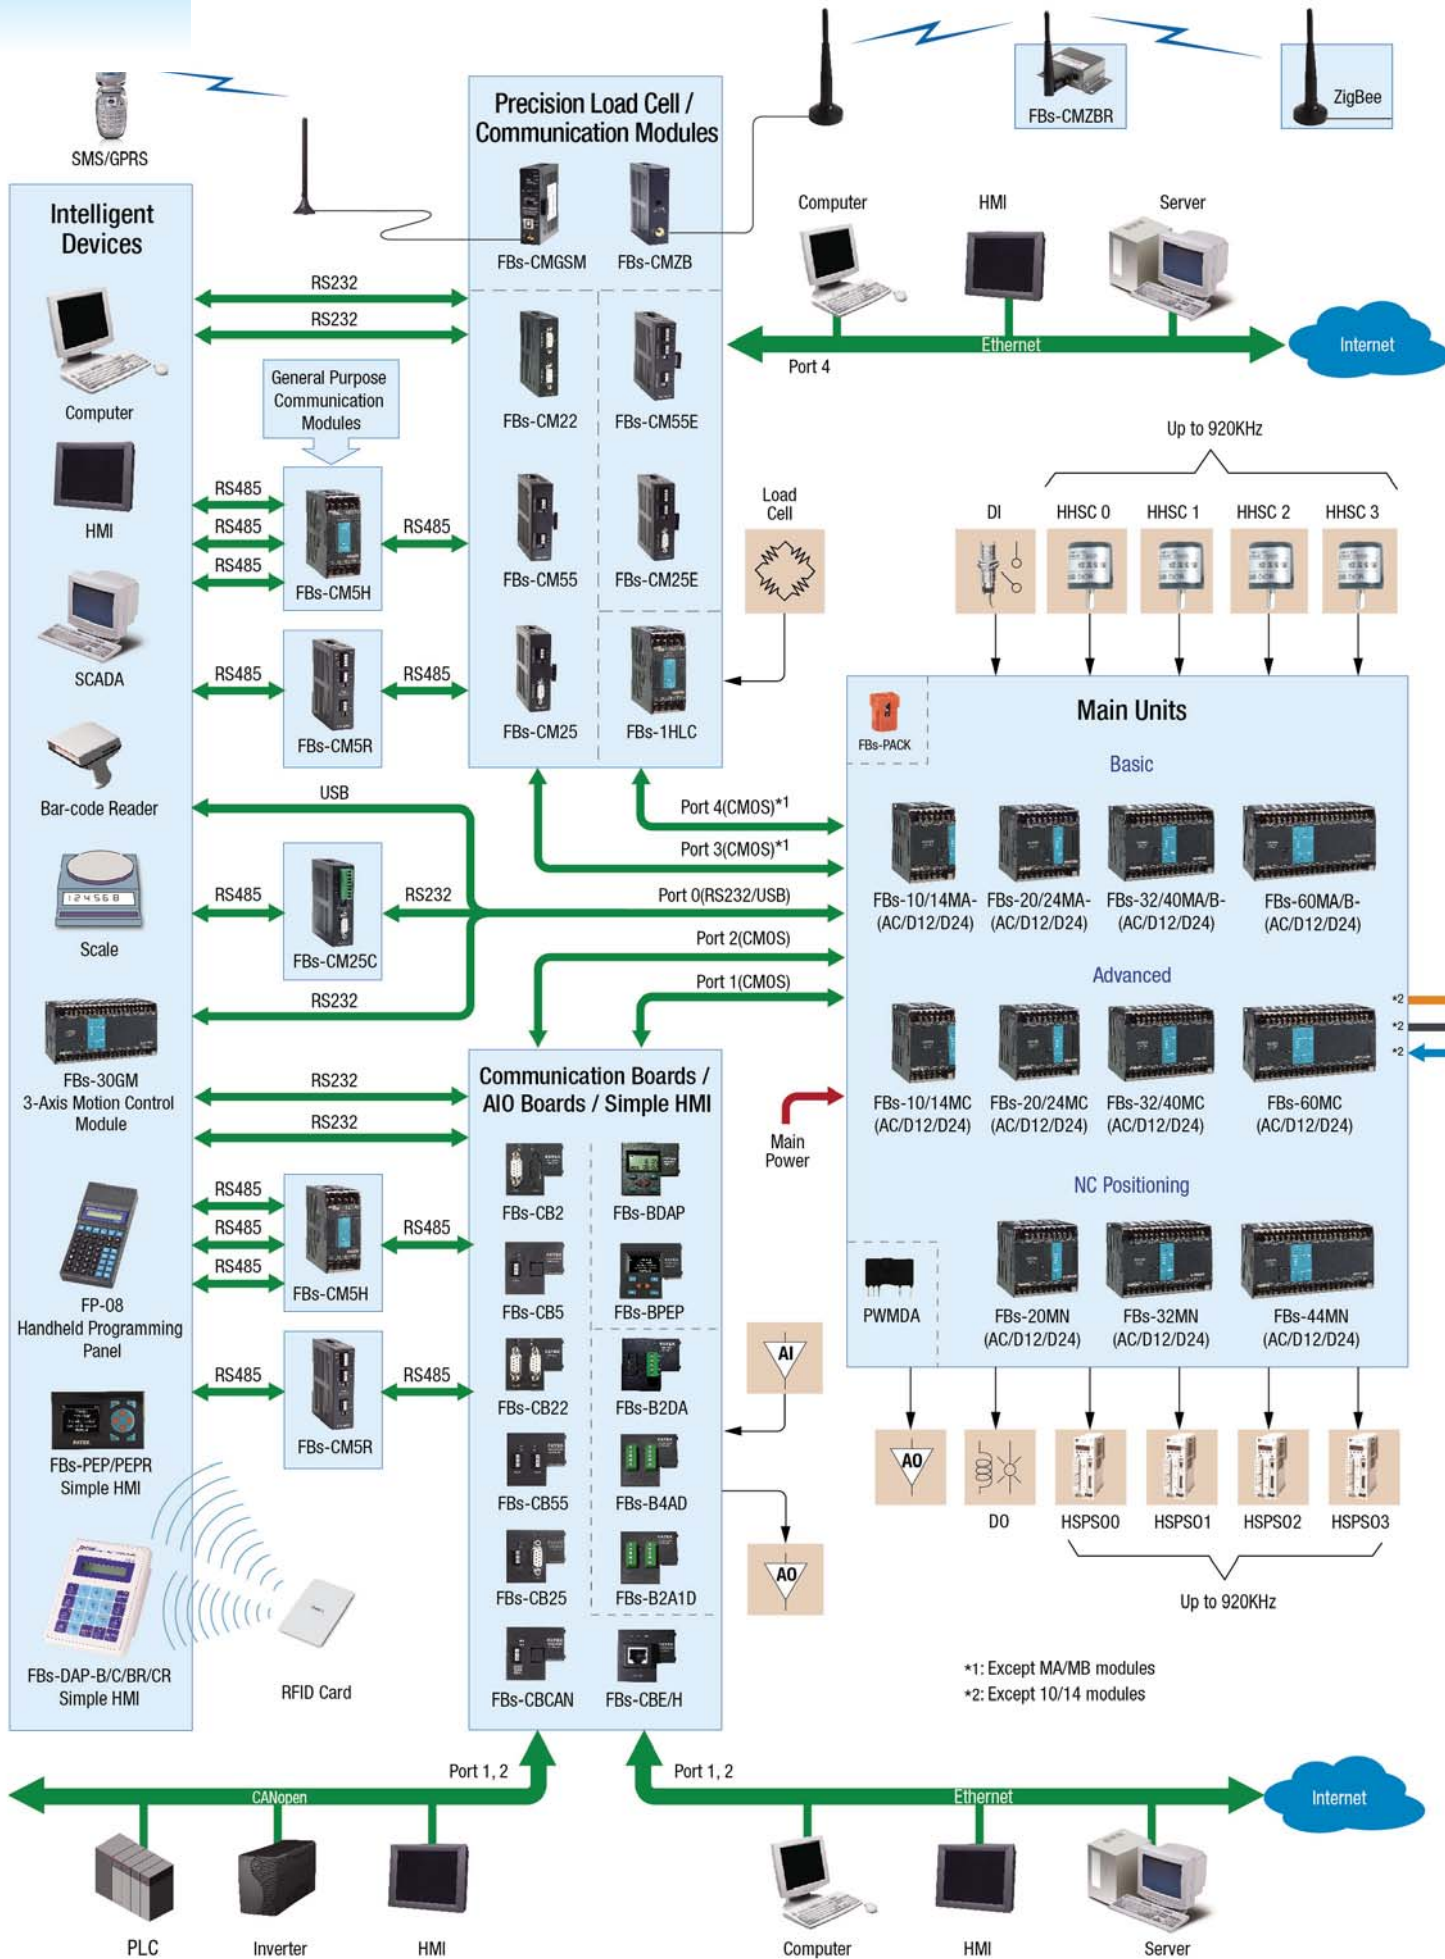 SMS/GPRS
Intelligent
Devices
Computer
HMI
SCADA
Bar-code Reader
124568
Scale
FBs-30GM
3-Axis Motion Control
Module
FP-08
Handheld Programming
Panel
FBs-PEP/PEPR
Simple HMI
FBs-DAP-B/C/BR/CR
Simple HMI
RFID Card
RS232
RS232
General Purpose
Communication
Modules
RS485
RS485
RS485
FBs-CM5H
RS485
RS485
FBs-CM5R
RS485
USB
RS485
FBs-CM25C
RS232
RS232
RS232
RS232
RS485
RS485
RS485
FBs-CM5H
RS485
RS485
FBs-CM5R
RS485
Precision Load Cell /
Communication Modules
FBs-CMGSM
FBs-CMZB
FBs-CM22
FBs-CM55E
FBs-CM55
FBs-CM25E
FBs-CM25
FBs-1HLC
FBs-CMZBR
ZigBee
Computer
HMI
Server
Ethernet
Port 4
Internet
Load
Cell
Up to 920KHz
DI
HHSC 0
HHSC 1
HHSC 2
HHSC 3
Port 4(CMOS)*1
Port 3(CMOS)*1
Port 0(RS232/USB)
Port 2(CMOS)
Port 1(CMOS)
Main
Power
FBs-PACK
Main Units
Basic
FBs-10/14MA-
(AC/D12/D24)
FBs-20/24MA-
(AC/D12/D24)
FBs-32/40MA/B-
(AC/D12/D24)
FBs-60MA/B-
(AC/D12/D24)
Advanced
*2
*2
*2
FBs-10/14MC
(AC/D12/D24)
FBs-20/24MC
(AC/D12/D24)
FBs-32/40MC
(AC/D12/D24)
FBs-60MC
(AC/D12/D24)
NC Positioning
PWMDA
FBs-20MN
(AC/D12/D24)
FBs-32MN
(AC/D12/D24)
FBs-44MN
(AC/D12/D24)
Communication Boards /
AIO Boards / Simple HMI
FBs-CB2
FBs-BDAP
FBs-CB5
FBs-BPEP
FBs-CB22
FBs-B2DA
FBs-CB55
FBs-B4AD
FBs-CB25
FBs-B2A1D
FBs-CBCAN
FBs-CBE/H
AI
AO
AO
DO
HSPSO0
HSPSO1
HSPSO2
HSPSO3
Up to 920KHz
*1: Except MA/MB modules
*2: Except 10/14 modules
Port 1, 2
CANopen
PLC
Inverter
HMI
Port 1, 2
Ethernet
Internet
Computer
HMI
Server